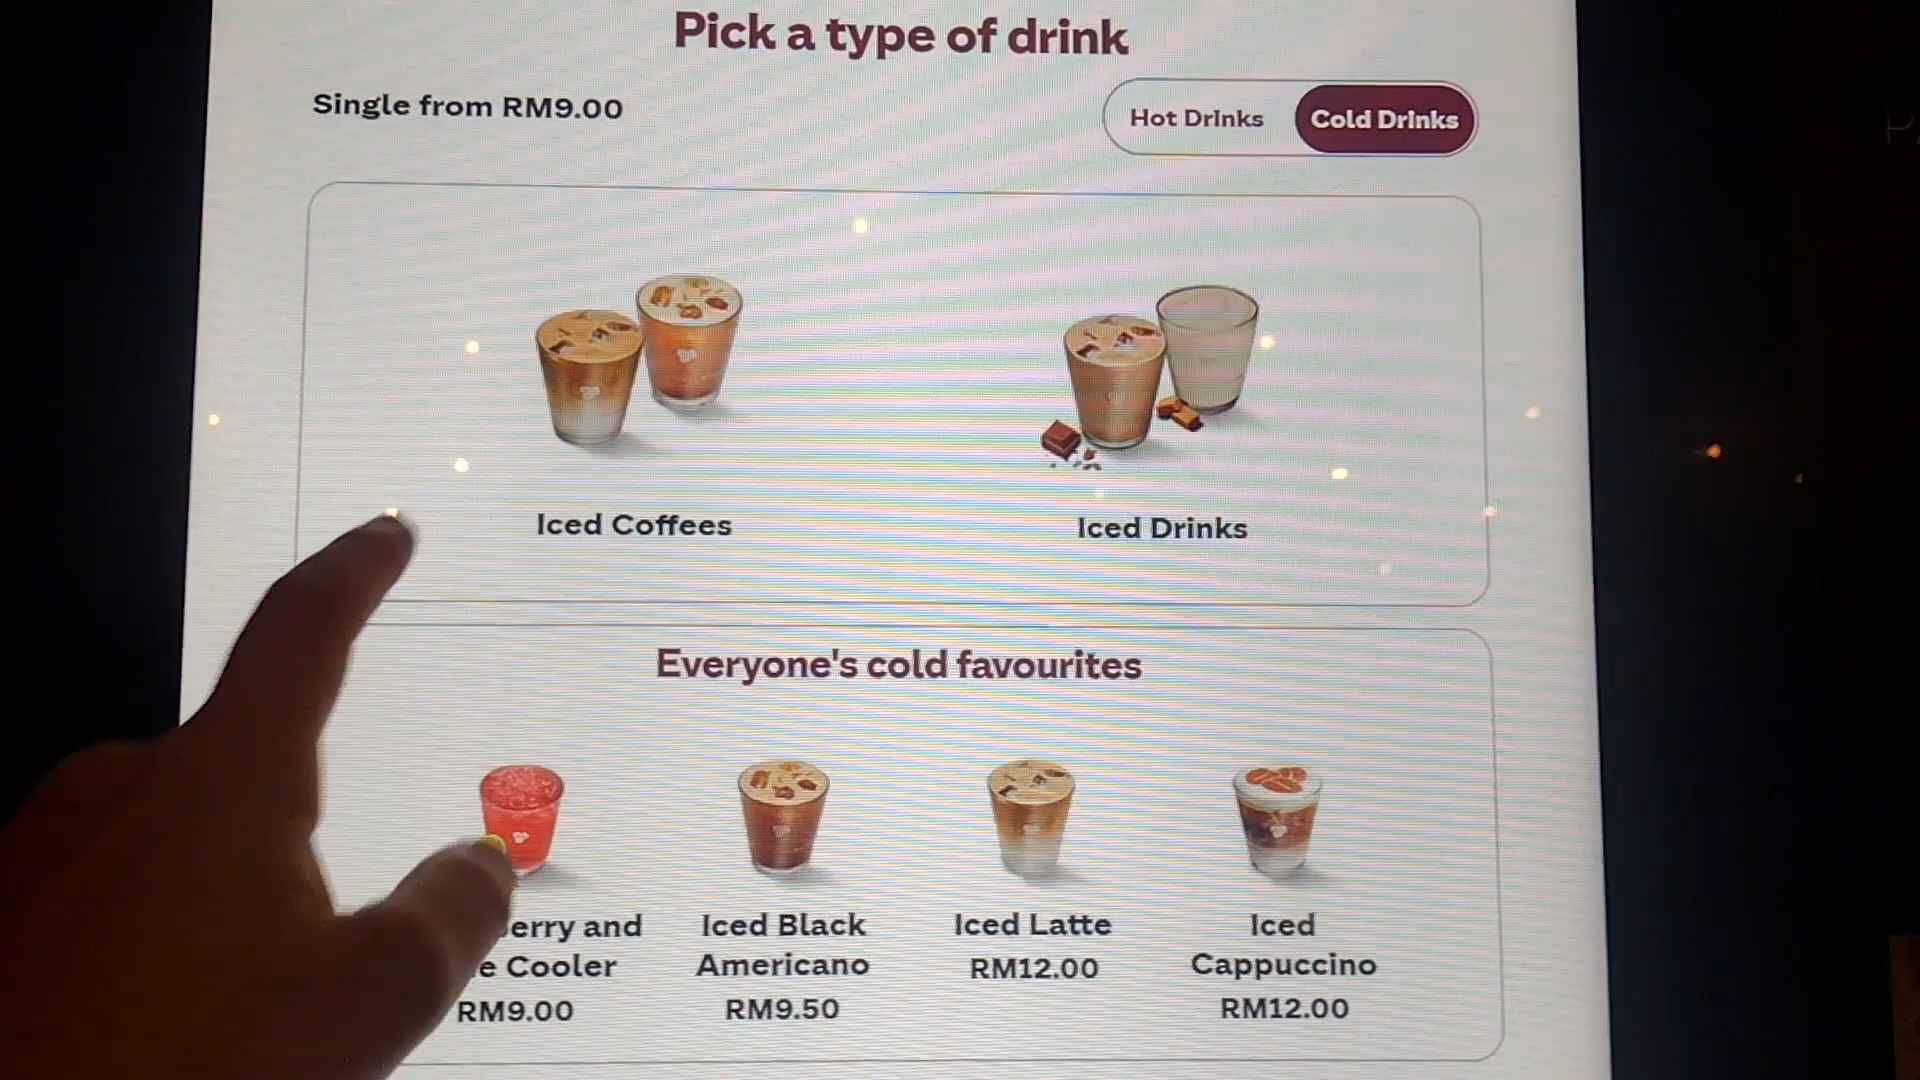 Pick a type of drink
Single from RM9.00
Hot Drinks
Cold Drinks
Iced Coffees
Iced Drinks
Everyone's cold favourites
and
Cooler
RM9.00
Iced Black
Americano
RM9.50
Iced Latte
RM12.00
Iced
Cappuccino
RM12.00